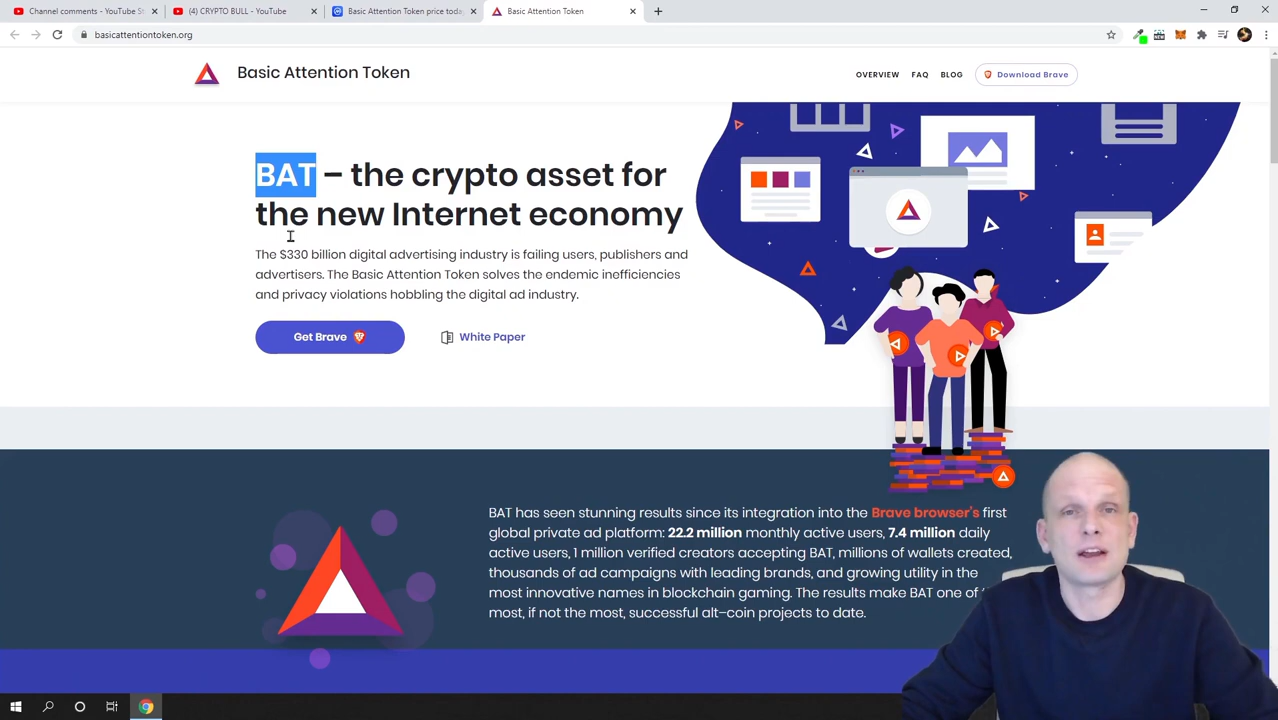 Channel comments - YouTube St
(4) CRYPTO BULL - YouTube
Basic Attention Token price today,
Basic Attention Token
basicattentiontoken.org
Basic Attention Token
OVERVIEW
FAQ
BLOG
Download Brave
BAT – the crypto asset for
the new Internet economy
The $330 billion digital advertising industry is failing users, publishers and
advertisers. The Basic Attention Token solves the endemic inefficiencies
and privacy violations hobbling the digital ad industry.
Get Brave
White Paper
BAT has seen stunning results since its integration into the Brave browser's first
global private ad platform: 22.2 million monthly active users, 7.4 million daily
active users, 1 million verified creators accepting BAT, millions of wallets created,
thousands of ad campaigns with leading brands, and growing utility in the
most innovative names in blockchain gaming. The results make BAT one of
most, if not the most, successful alt-coin projects to date.